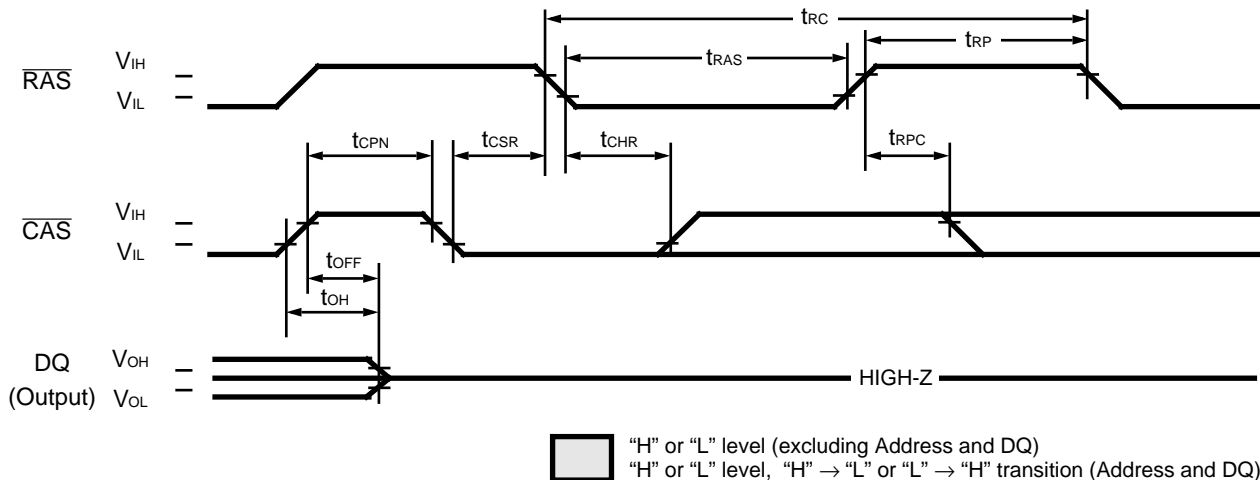 tRC
tRP
tRAS
RAS
VIH
VIL
tCPN
tCSR
tCHR
tRPC
CAS
VIH
VIL
tOFF
tOH
DQ
(Output)
VOH
VOL
HIGH-Z
“H” or “L” level (excluding Address and DQ)
“H” or “L” level, “H” → “L” or “L” → “H” transition (Address and DQ)